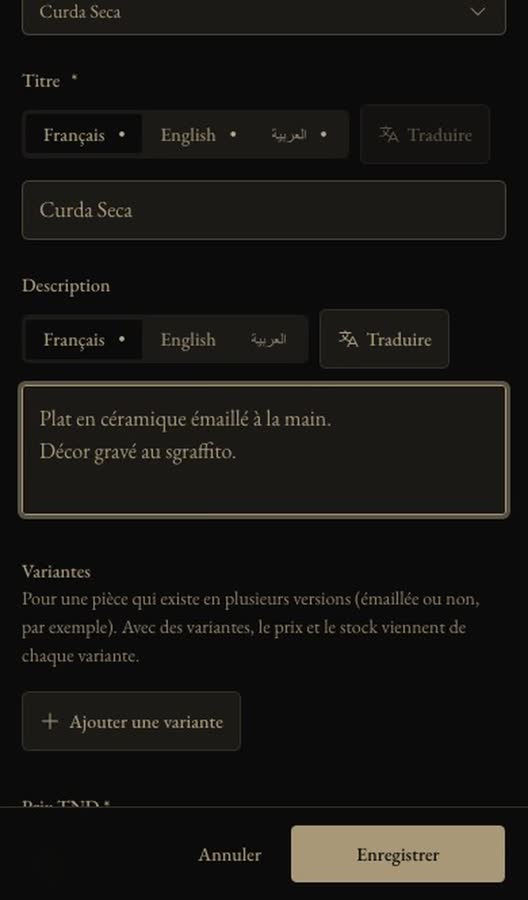 Curda Seca
Titre *
Français • English • العربية • Traduire
Curda Seca
Description
Français • English العربية Traduire
Plat en céramique émaillé à la main.
Décor gravé au sgraffito.
Variantes
Pour une pièce qui existe en plusieurs versions (émaillée ou non,
par exemple). Avec des variantes, le prix et le stock viennent de
chaque variante.
+ Ajouter une variante
Prix TND *
Annuler Enregistrer